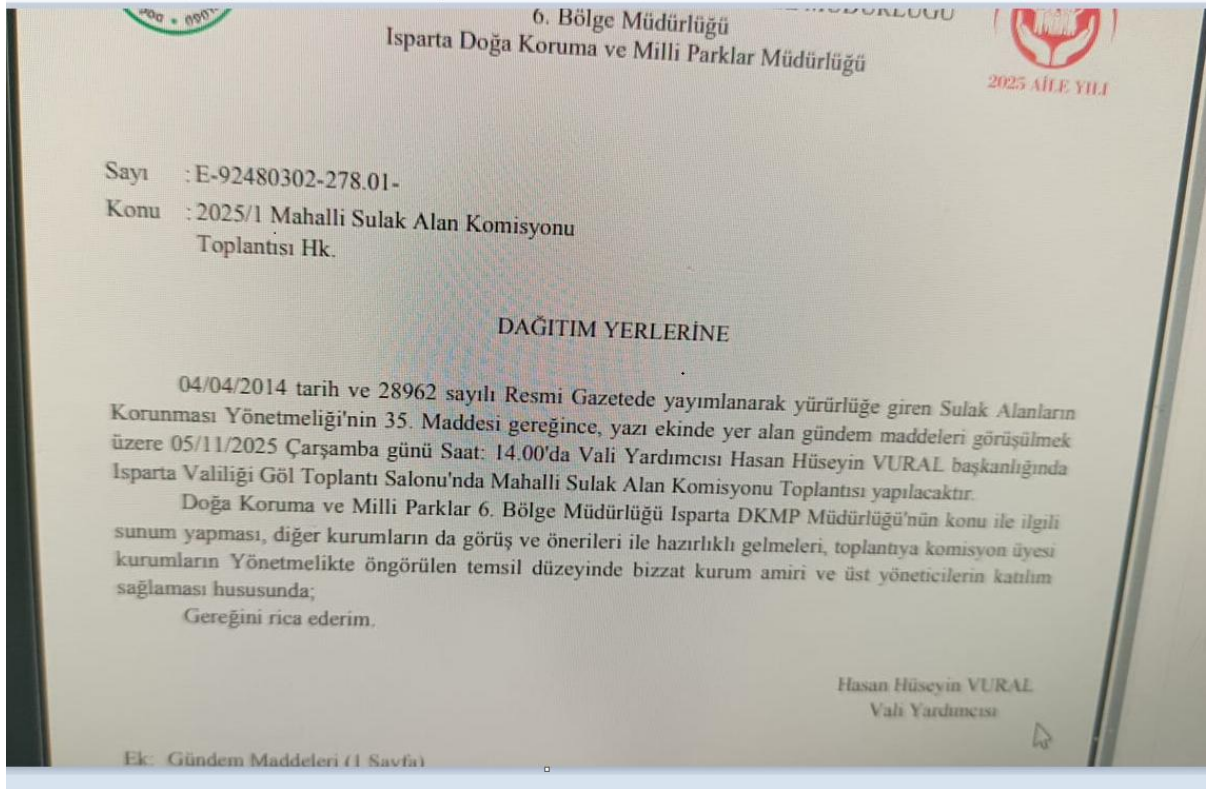 6. Bölge Müdürlüğü
Isparta Doğa Koruma ve Milli Parklar Müdürlüğü
2025 AİLE YILI
Sayı : E-92480302-278.01-
Konu : 2025/1 Mahalli Sulak Alan Komisyonu
Toplantısı Hk.
DAĞITIM YERLERİNE
04/04/2014 tarih ve 28962 sayılı Resmi Gazetede yayımlanarak yürürlüğe giren Sulak Alanların
Korunması Yönetmeliği'nin 35. Maddesi gereğince, yazı ekinde yer alan gündem maddeleri görüşülmek
üzere 05/11/2025 Çarşamba günü Saat: 14.00'da Vali Yardımcısı Hasan Hüseyin VURAL başkanlığında
Isparta Valiliği Göl Toplantı Salonu'nda Mahalli Sulak Alan Komisyonu Toplantısı yapılacaktır.
Doğa Koruma ve Milli Parklar 6. Bölge Müdürlüğü Isparta DKMP Müdürlüğü'nün konu ile ilgili
sunum yapması, diğer kurumların da görüş ve önerileri ile hazırlıklı gelmeleri, toplantıya komisyon üyesi
kurumların Yönetmelikte öngörülen temsil düzeyinde bizzat kurum amiri ve üst yöneticilerin katılım
sağlaması hususunda;
Gereğini rica ederim.
Hasan Hüseyin VURAL
Vali Yardımcısı
Ek: Gündem Maddeleri (1 Sayfa)